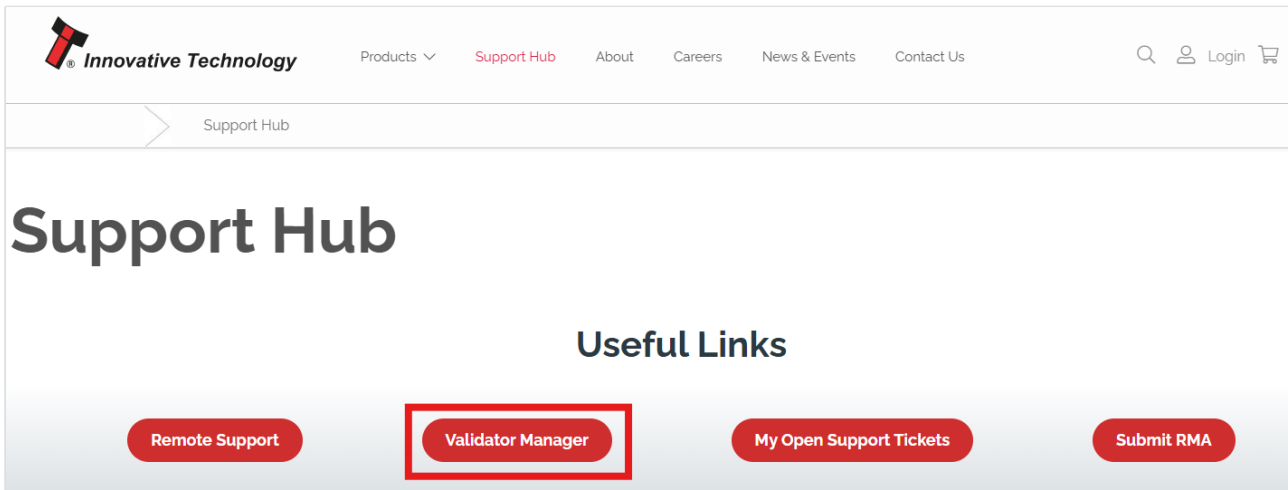 Innovative Technology
Products Support Hub About Careers News & Events Contact Us Login
Support Hub
Support Hub
Useful Links
Remote Support Validator Manager My Open Support Tickets Submit RMA